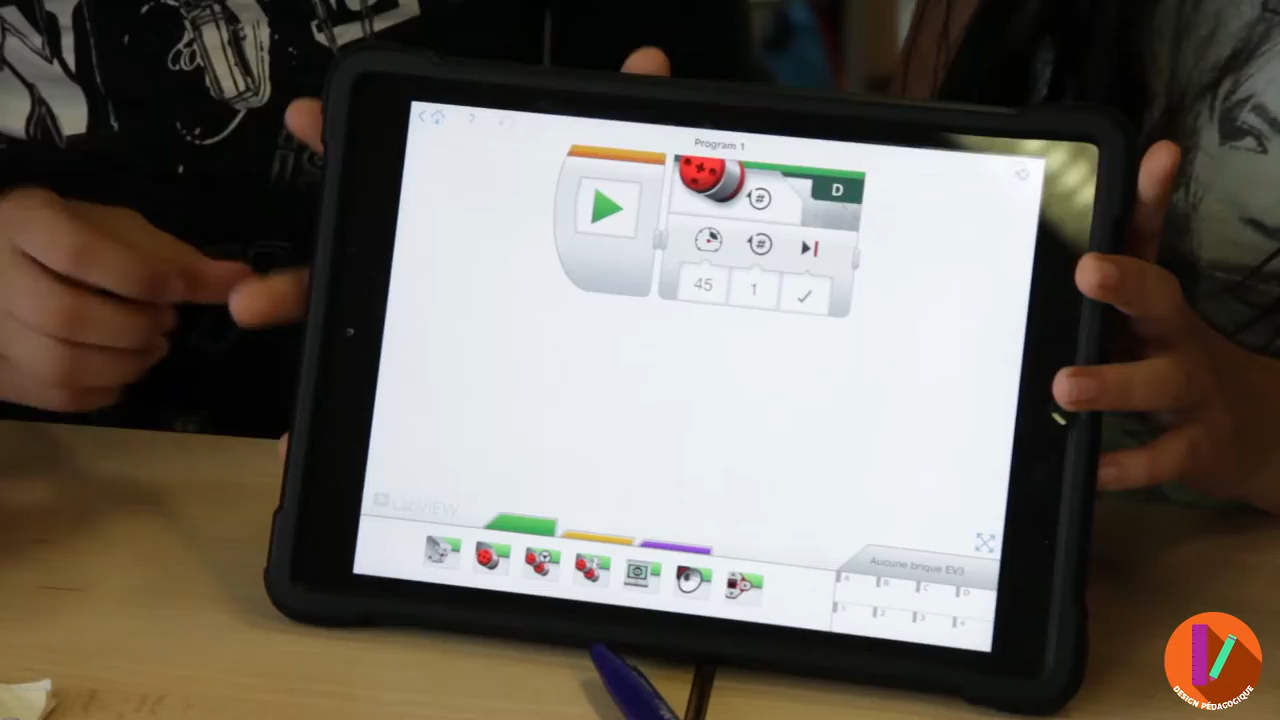 Program 1
D
45
1
LabVIEW
Aucune brique EV3
A B C D
1 2 3 4
DESIGN PÉDAGOGIQUE